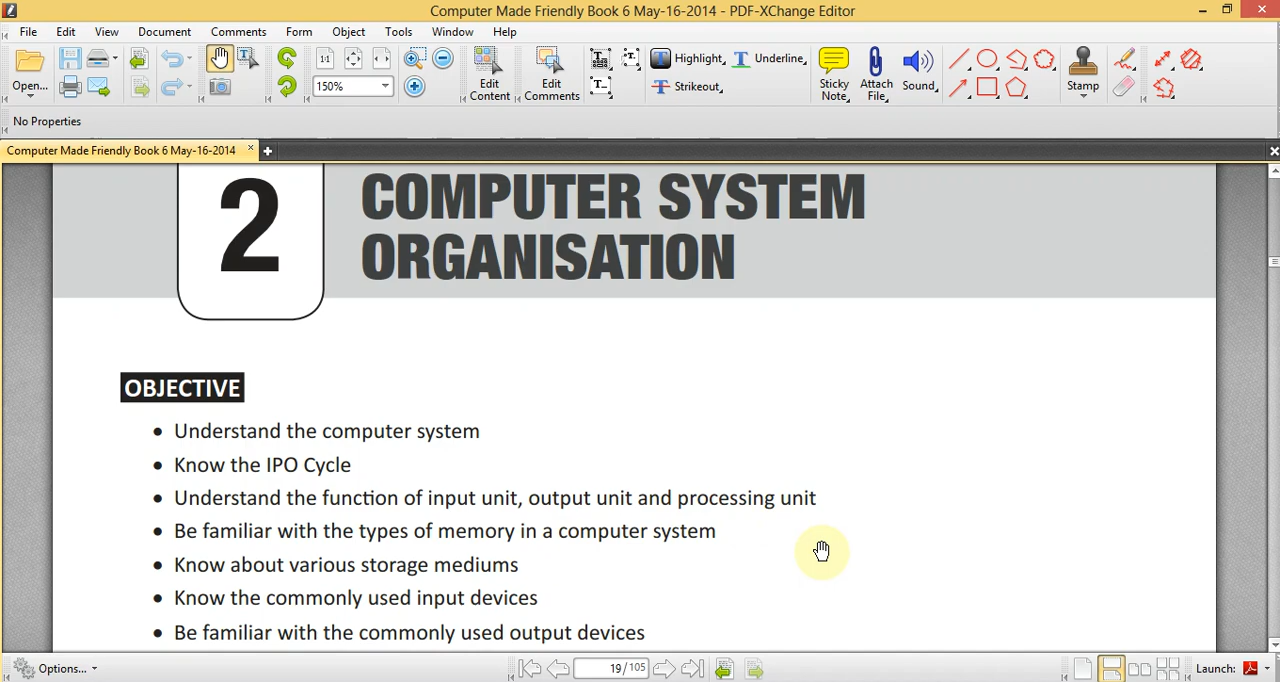 Computer Made Friendly Book 6 May-16-2014 - PDF-XChange Editor
File Edit View Document Comments Form Object Tools Window Help
Open... 1:1 150% Edit Content Edit Comments T Highlight T Underline T Strikeout Sticky Note Attach File Sound Stamp
No Properties
Computer Made Friendly Book 6 May-16-2014
2
COMPUTER SYSTEM
ORGANISATION
OBJECTIVE
• Understand the computer system
• Know the IPO Cycle
• Understand the function of input unit, output unit and processing unit
• Be familiar with the types of memory in a computer system
• Know about various storage mediums
• Know the commonly used input devices
• Be familiar with the commonly used output devices
Options... 19/105 Launch: